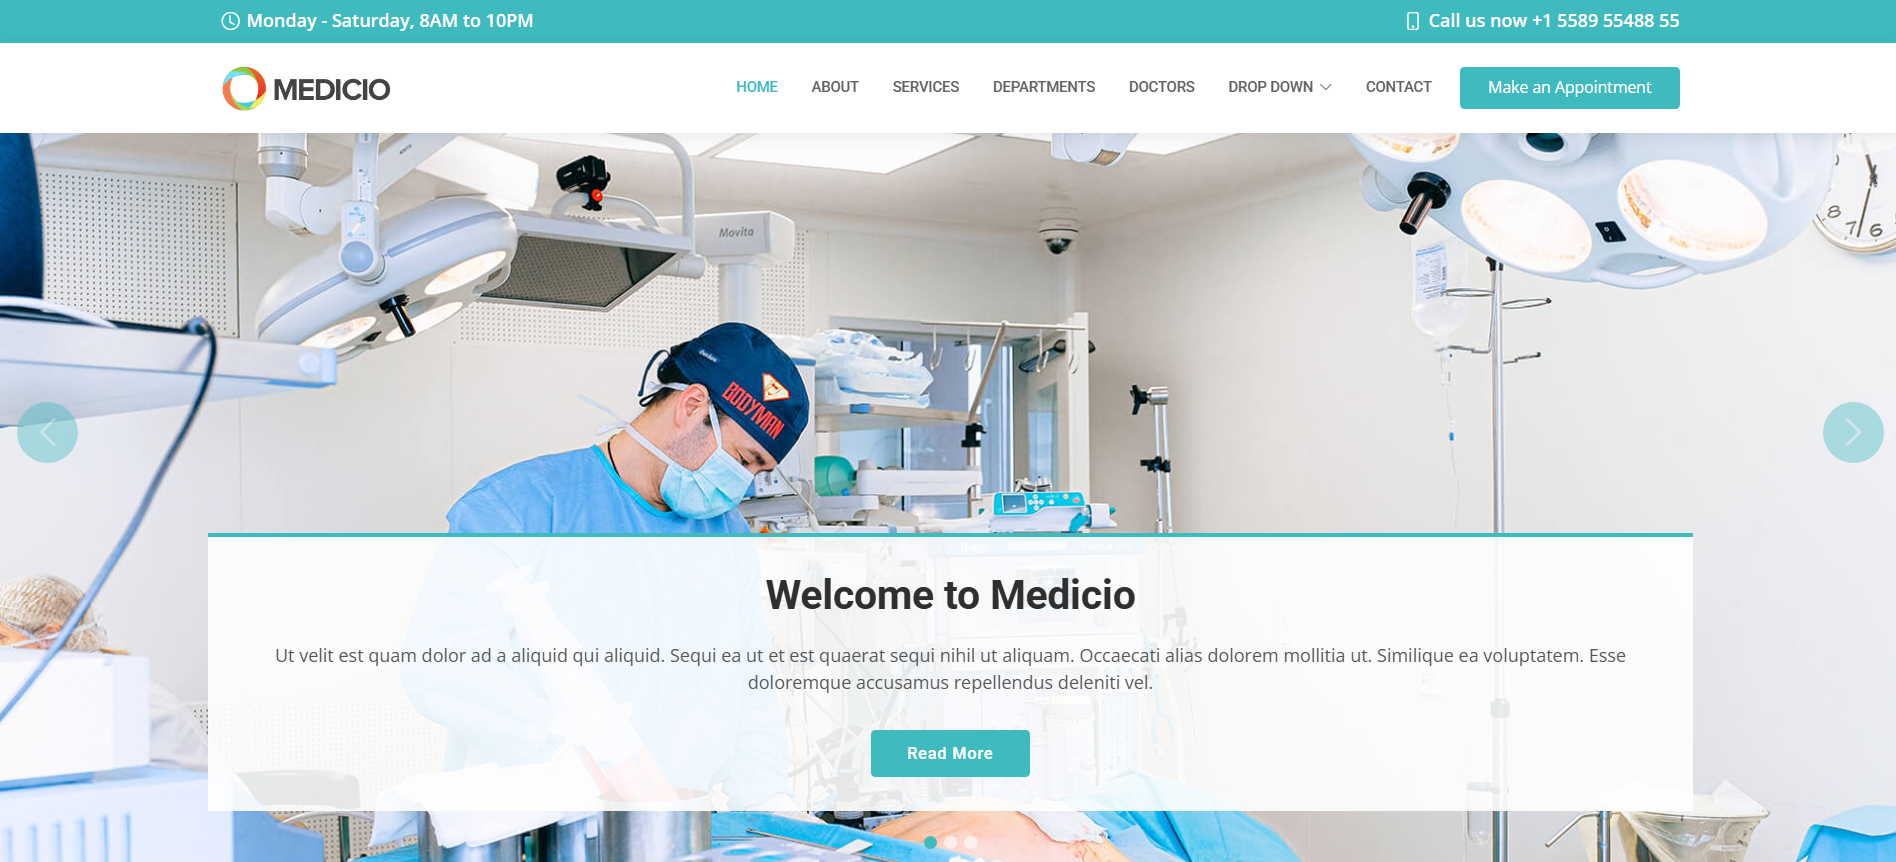 Monday - Saturday, 8AM to 10PM
Call us now +1 5589 55488 55
MEDICIO
HOME
ABOUT
SERVICES
DEPARTMENTS
DOCTORS
DROP DOWN
CONTACT
Make an Appointment
Movita
8
7
6
BODYMAN
Welcome to Medicio
Ut velit est quam dolor ad a aliquid qui aliquid. Sequi ea ut et est quaerat sequi nihil ut aliquam. Occaecati alias dolorem mollitia ut. Similique ea voluptatem. Esse
doloremque accusamus repellendus deleniti vel.
Read More